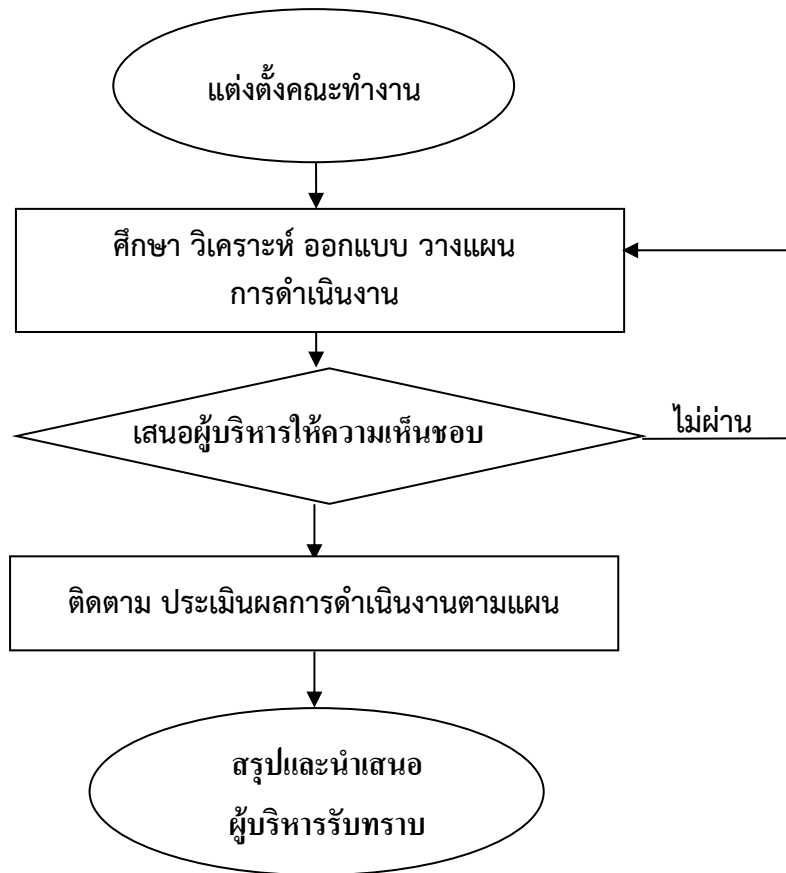 แต่งตั้งคณะทำงาน
ศึกษา วิเคราะห์ ออกแบบ วางแผน
การดำเนินงาน
เสนอผู้บริหารให้ความเห็นชอบ
ไม่ผ่าน
ติดตาม ประเมินผลการดำเนินงานตามแผน
สรุปและนำเสนอ
ผู้บริหารรับทราบ